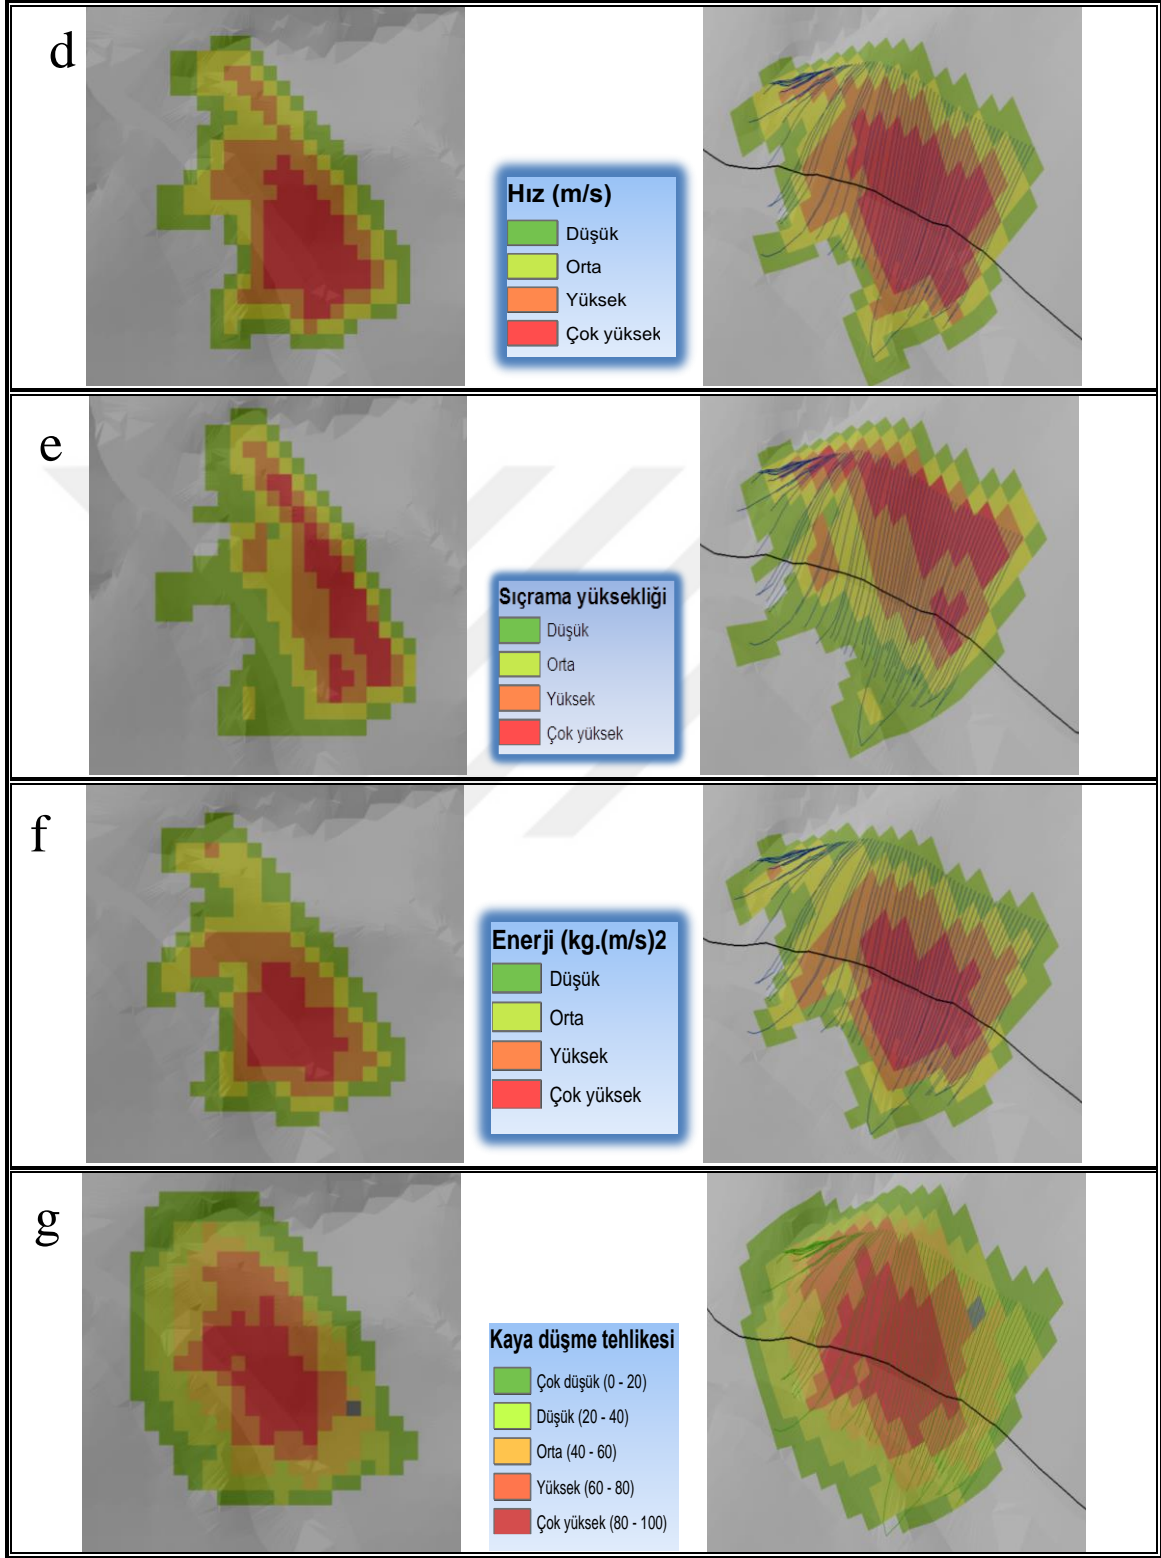 d
Hız (m/s)
Düşük
Orta
Yüksek
Çok yüksek
e
Sıçrama yüksekliği
Düşük
Orta
Yüksek
Çok yüksek
f
Enerji (kg.(m/s)2
Düşük
Orta
Yüksek
Çok yüksek
g
Kaya düşme tehlikesi
Çok düşük (0 - 20)
Düşük (20 - 40)
Orta (40 - 60)
Yüksek (60 - 80)
Çok yüksek (80 - 100)